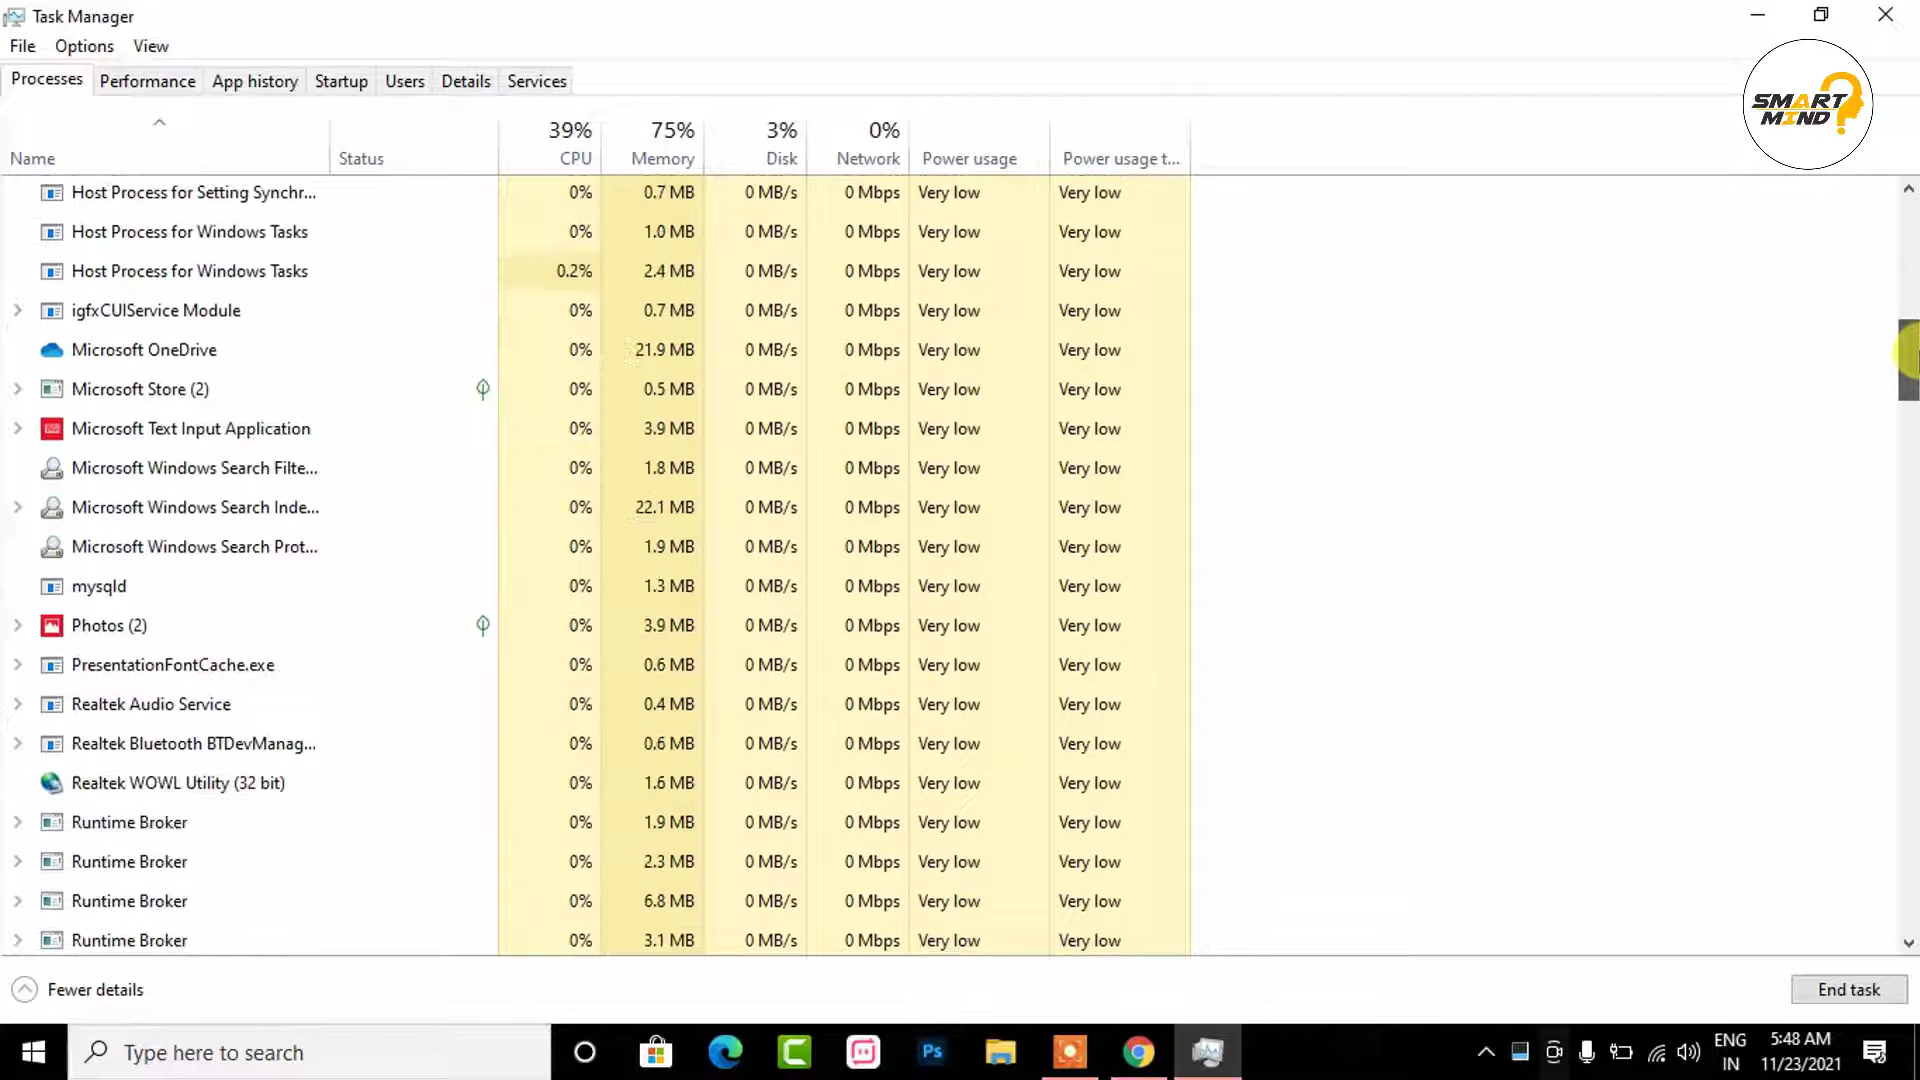 Task Manager
File Options View
SMART MIND
Processes Performance App history Startup Users Details Services
39% 75% 3% 0%
Name Status CPU Memory Disk Network Power usage Power usage t...
Host Process for Setting Synchr... 0% 0.7 MB 0 MB/s 0 Mbps Very low Very low
Host Process for Windows Tasks 0% 1.0 MB 0 MB/s 0 Mbps Very low Very low
Host Process for Windows Tasks 0.2% 2.4 MB 0 MB/s 0 Mbps Very low Very low
igfxCUIService Module 0% 0.7 MB 0 MB/s 0 Mbps Very low Very low
Microsoft OneDrive 0% 21.9 MB 0 MB/s 0 Mbps Very low Very low
Microsoft Store (2) 0% 0.5 MB 0 MB/s 0 Mbps Very low Very low
Microsoft Text Input Application 0% 3.9 MB 0 MB/s 0 Mbps Very low Very low
Microsoft Windows Search Filte... 0% 1.8 MB 0 MB/s 0 Mbps Very low Very low
Microsoft Windows Search Inde... 0% 22.1 MB 0 MB/s 0 Mbps Very low Very low
Microsoft Windows Search Prot... 0% 1.9 MB 0 MB/s 0 Mbps Very low Very low
mysqld 0% 1.3 MB 0 MB/s 0 Mbps Very low Very low
Photos (2) 0% 3.9 MB 0 MB/s 0 Mbps Very low Very low
PresentationFontCache.exe 0% 0.6 MB 0 MB/s 0 Mbps Very low Very low
Realtek Audio Service 0% 0.4 MB 0 MB/s 0 Mbps Very low Very low
Realtek Bluetooth BTDevManag... 0% 0.6 MB 0 MB/s 0 Mbps Very low Very low
Realtek WOWL Utility (32 bit) 0% 1.6 MB 0 MB/s 0 Mbps Very low Very low
Runtime Broker 0% 1.9 MB 0 MB/s 0 Mbps Very low Very low
Runtime Broker 0% 2.3 MB 0 MB/s 0 Mbps Very low Very low
Runtime Broker 0% 6.8 MB 0 MB/s 0 Mbps Very low Very low
Runtime Broker 0% 3.1 MB 0 MB/s 0 Mbps Very low Very low
Fewer details End task
Type here to search Ps ENG 5:48 AM
IN 11/23/2021